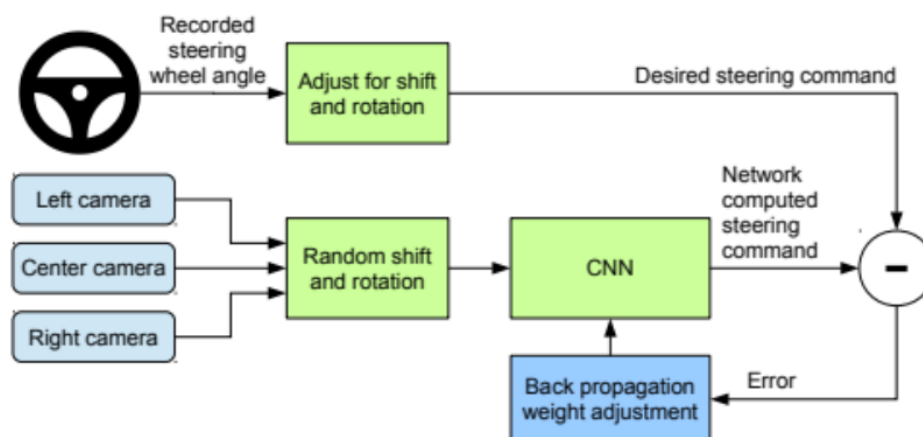 Recorded
steering
wheel angle
Adjust for shift
and rotation
Desired steering command
Left camera
Center camera
Right camera
Random shift
and rotation
CNN
Network
computed
steering
command
-
Back propagation
weight adjustment
Error